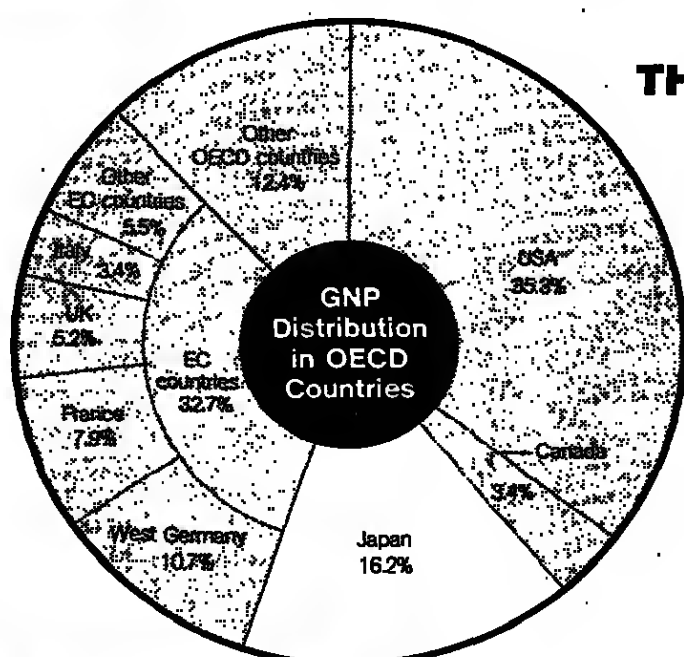 TH
Other
OECD countries
12.4%
Other
EC countries
5.5%
Italy
3.4%
UK
5.2%
France
7.9%
West Germany
10.7%
EC
countries
32.7%
GNP
Distribution
in OECD
Countries
USA
35.3%
Canada
3.4%
Japan
16.2%